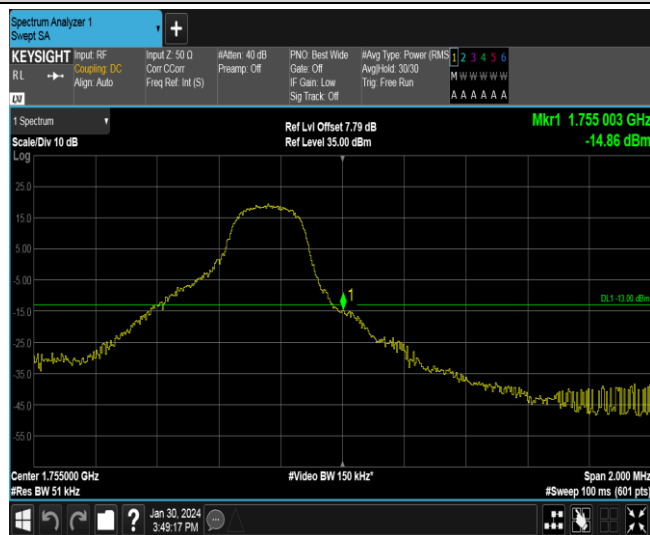 Spectrum Analyzer 1
Swept SA
+
KEYSIGHT
RL
LXI
Input: RF
Coupling: DC
Align: Auto
Input Z: 50 Ω
Corr CCorr
Freq Ref: Int (S)
#Atten: 40 dB
Preamp: Off
PNO: Best Wide
Gate: Off
IF Gain: Low
Sig Track: Off
#Avg Type: Power (RMS
Avg|Hold: 30/30
Trig: Free Run
1 2 3 4 5 6
M W W W W W
A A A A A A
1 Spectrum
Scale/Div 10 dB
Log
Ref Lvl Offset 7.79 dB
Ref Level 35.00 dBm
Mkr1 1.755 003 GHz
-14.86 dBm
25.0
15.0
5.00
-5.00
-15.0
-25.0
-35.0
-45.0
-55.0
1
DL1 -13.00 dBm
Center 1.755000 GHz
#Res BW 51 kHz
#Video BW 150 kHz*
Span 2.000 MHz
#Sweep 100 ms (601 pts)
?
Jan 30, 2024
3:49:17 PM